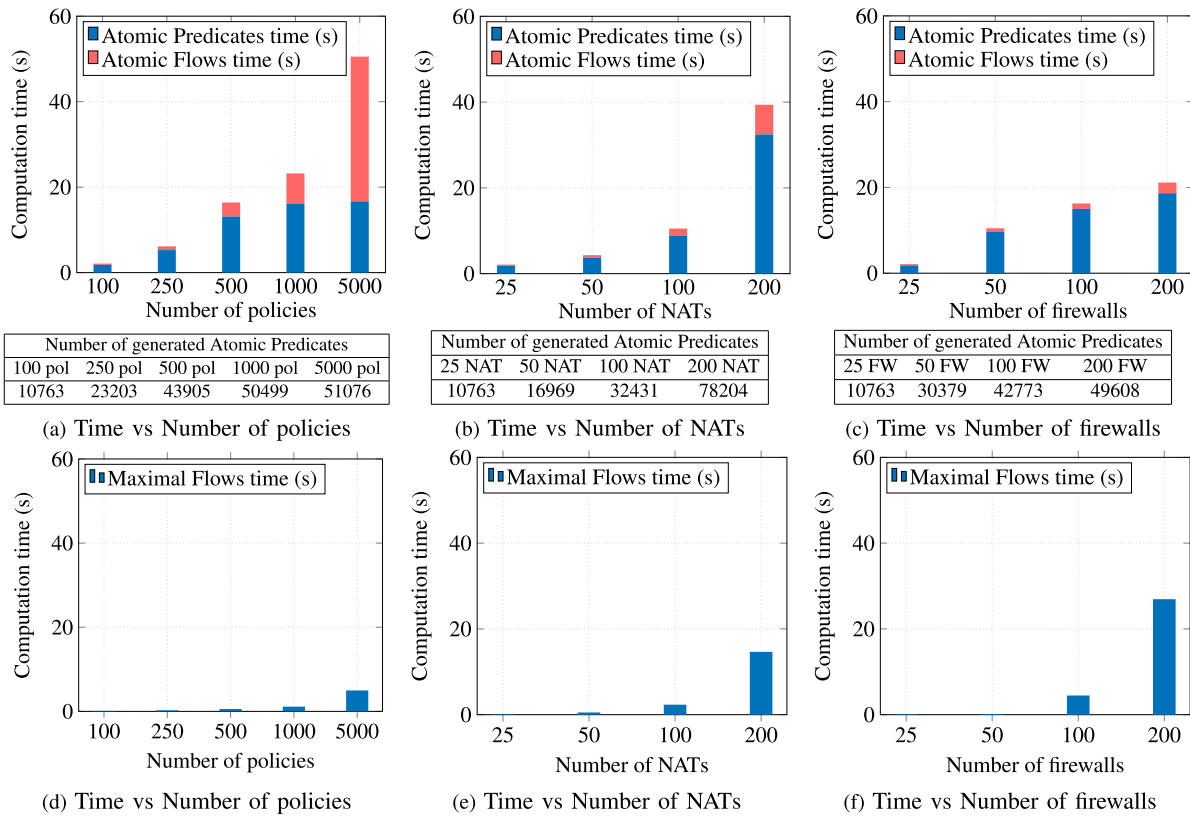 60
40
20
0
Computation time (s)
Atomic Predicates time (s)
Atomic Flows time (s)
100 250 500 1000 5000
Number of policies
Number of generated Atomic Predicates
100 pol 250 pol 500 pol 1000 pol 5000 pol
10763 23203 43905 50499 51076
(a) Time vs Number of policies
60
40
20
0
Computation time (s)
Atomic Predicates time (s)
Atomic Flows time (s)
25 50 100 200
Number of NATs
Number of generated Atomic Predicates
25 NAT 50 NAT 100 NAT 200 NAT
10763 16969 32431 78204
(b) Time vs Number of NATs
60
40
20
0
Computation time (s)
Atomic Predicates time (s)
Atomic Flows time (s)
25 50 100 200
Number of firewalls
Number of generated Atomic Predicates
25 FW 50 FW 100 FW 200 FW
10763 30379 42773 49608
(c) Time vs Number of firewalls
60
40
20
0
Computation time (s)
Maximal Flows time (s)
100 250 500 1000 5000
Number of policies
(d) Time vs Number of policies
60
40
20
0
Computation time (s)
Maximal Flows time (s)
25 50 100 200
Number of NATs
(e) Time vs Number of NATs
60
40
20
0
Computation time (s)
Maximal Flows time (s)
25 50 100 200
Number of firewalls
(f) Time vs Number of firewalls